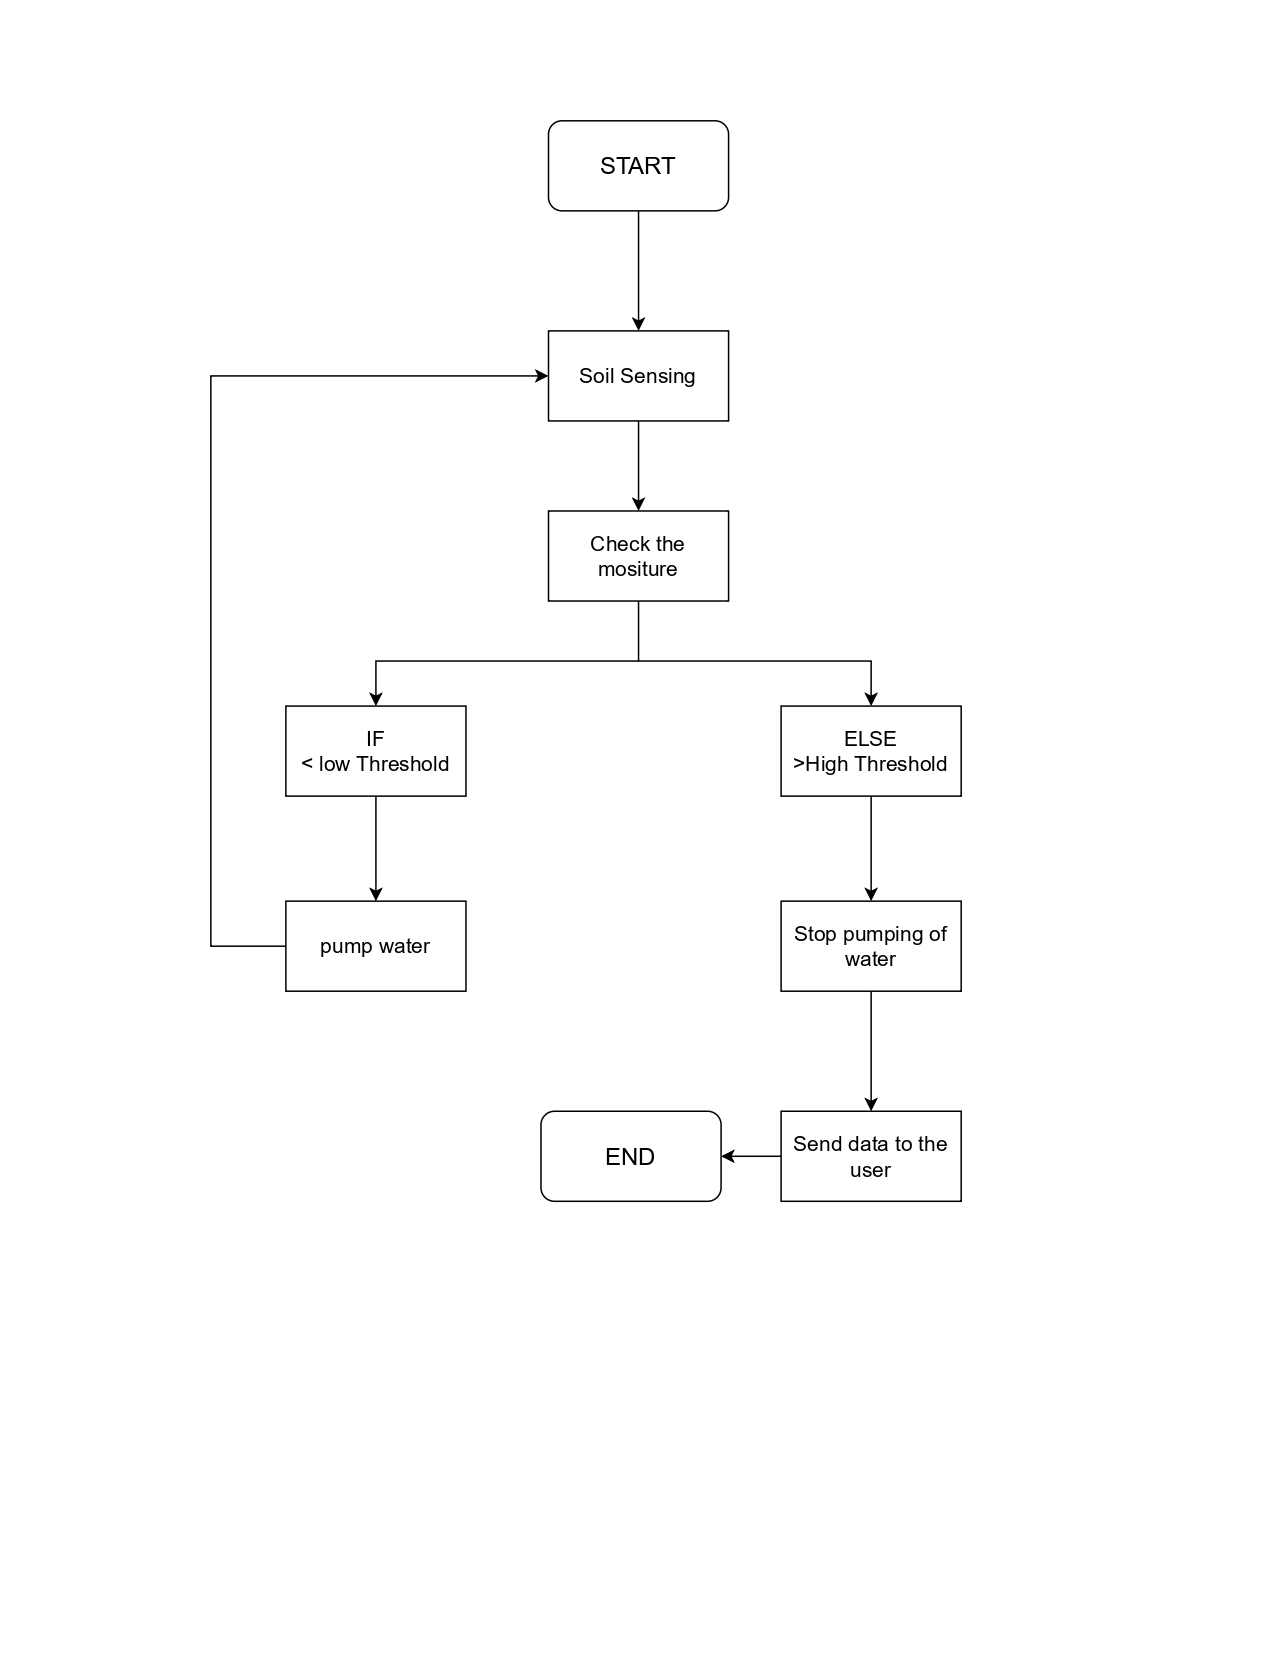 START
Soil Sensing
Check the
mositure
IF
< low Threshold
ELSE
>High Threshold
pump water
Stop pumping of
water
Send data to the
user
END